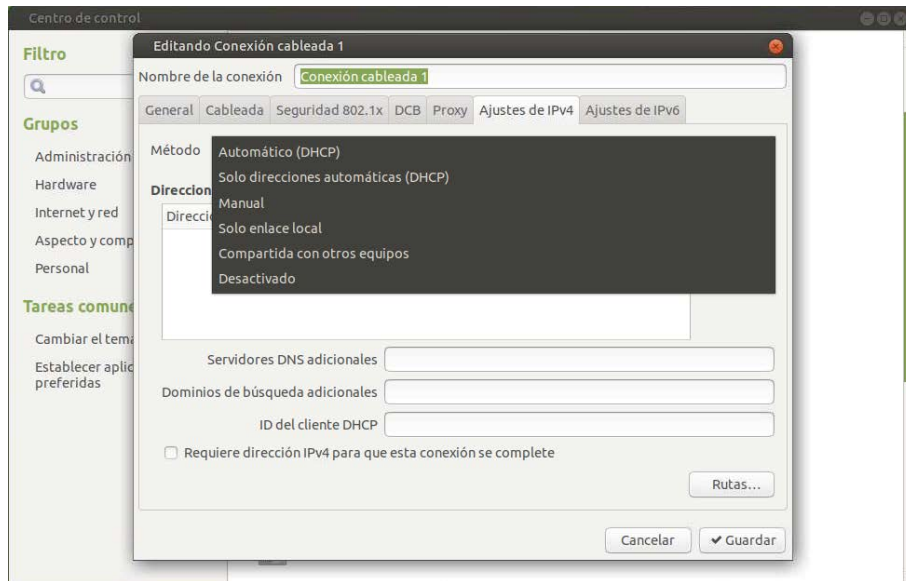 Centro de control
Editando Conexión cableada 1
Filtro
Nombre de la conexión Conexión cableada 1
General Cableada Seguridad 802.1x DCB Proxy Ajustes de IPv4 Ajustes de IPv6
Grupos
Administración
Hardware
Internet y red
Aspecto y comp
Personal
Tareas comune
Cambiar el tema
Establecer aplic
preferidas
Método
Automático (DHCP)
Solo direcciones automáticas (DHCP)
Manual
Solo enlace local
Compartida con otros equipos
Desactivado
Direccion
Direcci
Servidores DNS adicionales
Dominios de búsqueda adicionales
ID del cliente DHCP
Requiere dirección IPv4 para que esta conexión se complete
Rutas...
Cancelar Guardar